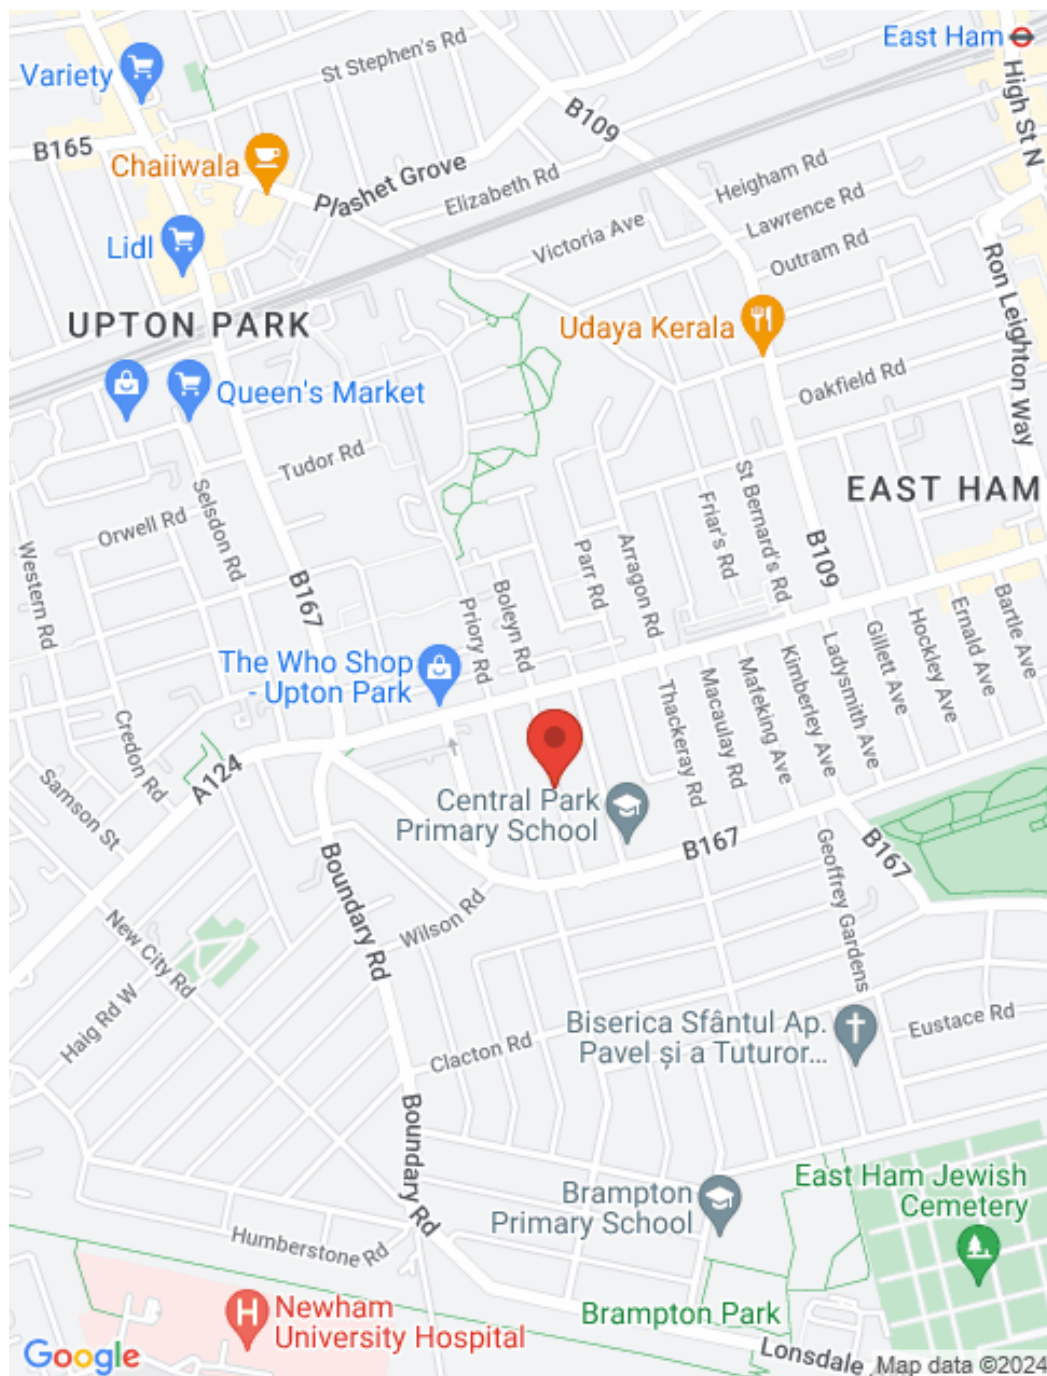 East Ham
St Stephen's Rd
Variety
High St N
B109
B165
Chaiiwala
Plashet Grove
Elizabeth Rd
Heigham Rd
Lawrence Rd
Victoria Ave
Lidl
Outram Rd
Ron Leighton Way
UPTON PARK
Udaya Kerala
Queen's Market
Oakfield Rd
Tudor Rd
EAST HAM
Selsdon Rd
Orwell Rd
Friar's Rd
St Bernard's Rd
Western Rd
Arragon Rd
B109
Parr Rd
B167
Boleyn Rd
Priory Rd
The Who Shop
- Upton Park
Bartle Ave
Ernald Ave
Hockley Ave
Gillett Ave
Ladysmith Ave
Kimberley Ave
Mafeking Ave
Macaulay Rd
Thackeray Rd
Credon Rd
A124
Samson St
Central Park
Primary School
B167
B167
Boundary Rd
Geoffrey Gardens
Wilson Rd
New City Rd
Haig Rd W
Biserica Sfântul Ap.
Pavel și a Tuturor...
Eustace Rd
Clacton Rd
Boundary Rd
East Ham Jewish
Cemetery
Brampton
Primary School
Humberstone Rd
Newham
University Hospital
Brampton Park
Lonsdale
Google
Map data ©2024